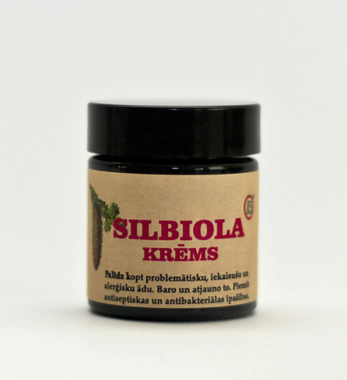 SILBIOLA
KRĒMS
Palīdz kopt problemātisku, iekaisušu un
alerģisku ādu. Baro un atjauno to. Piemīt
antiseptiskas un antibakteriālas īpašības.